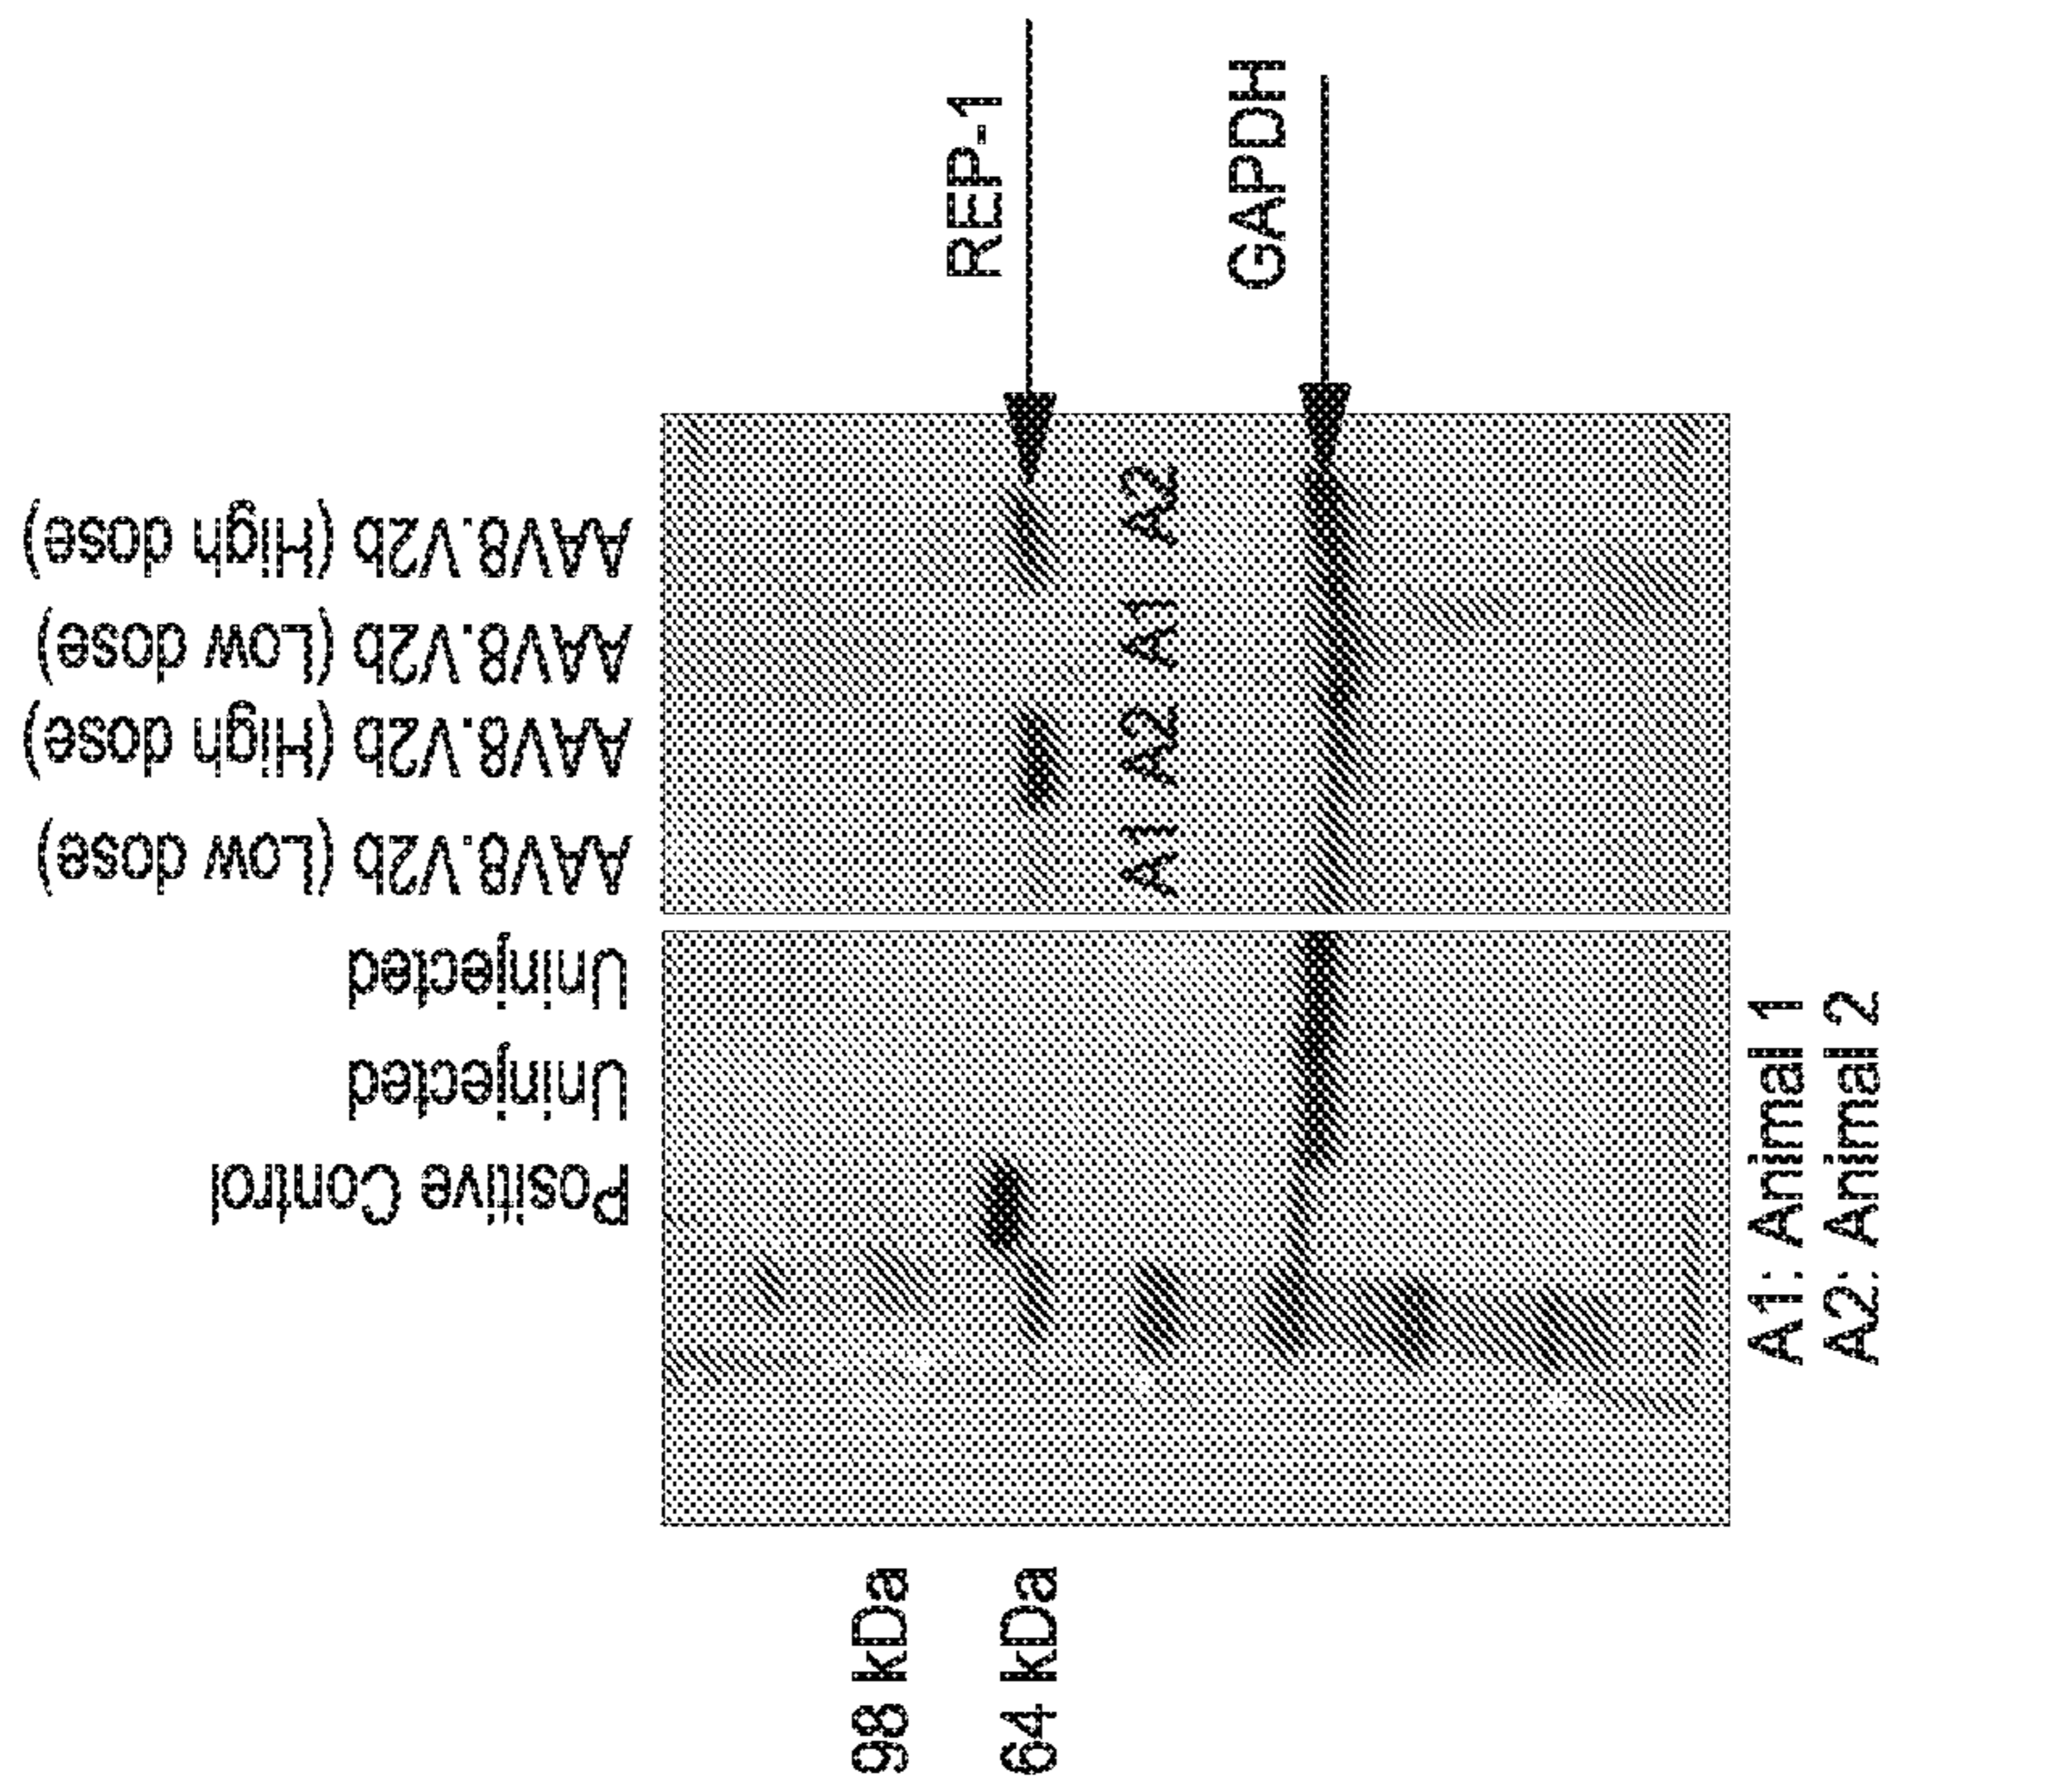 Positive Control
Uninjected
Uninjected
AAV8.V2b (Low dose)
AAV8.V2b (High dose)
AAV8.V2b (Low dose)
AAV8.V2b (High dose)
98 kDa
64 kDa
REP-1
A1 A2 A1 A2
GAPDH
A1: Animal 1
A2: Animal 2